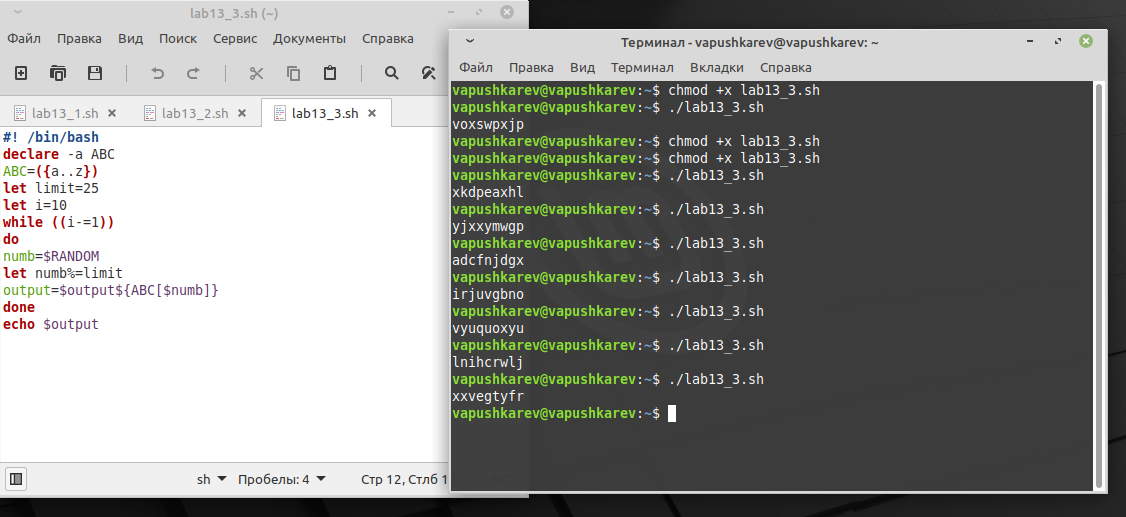 lab13_3.sh (~)
Файл Правка Вид Поиск Сервис Документы Справка
lab13_1.sh
lab13_2.sh
lab13_3.sh
#! /bin/bash
declare -a ABC
ABC=({a..z})
let limit=25
let i=10
while ((i-=1))
do
numb=$RANDOM
let numb%=limit
output=$output${ABC[$numb]}
done
echo $output
sh Пробелы: 4 Стр 12, Стлб 1
Терминал - vapushkarev@vapushkarev: ~
Файл Правка Вид Терминал Вкладки Справка
vapushkarev@vapushkarev:~$ chmod +x lab13_3.sh
vapushkarev@vapushkarev:~$ ./lab13_3.sh
voxswpxjp
vapushkarev@vapushkarev:~$ chmod +x lab13_3.sh
vapushkarev@vapushkarev:~$ chmod +x lab13_3.sh
vapushkarev@vapushkarev:~$ ./lab13_3.sh
xkdpeaxhl
vapushkarev@vapushkarev:~$ ./lab13_3.sh
yjxxymwgp
vapushkarev@vapushkarev:~$ ./lab13_3.sh
adcfnjdgx
vapushkarev@vapushkarev:~$ ./lab13_3.sh
irjuvgbno
vapushkarev@vapushkarev:~$ ./lab13_3.sh
vyuquoxyu
vapushkarev@vapushkarev:~$ ./lab13_3.sh
lnihcrwlj
vapushkarev@vapushkarev:~$ ./lab13_3.sh
xxvegtyfr
vapushkarev@vapushkarev:~$